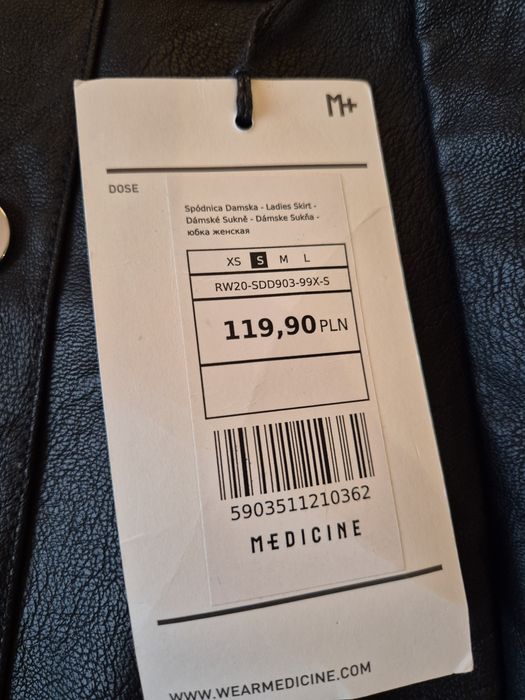 M+
DOSE
Spódnica Damska - Ladies Skirt -
Dámské Sukně - Dámske Sukňa -
юбка женская
XS S M L
RW20-SDD903-99X-S
119,90 PLN
5903511210362
MEDICINE
WWW.WEARMEDICINE.COM